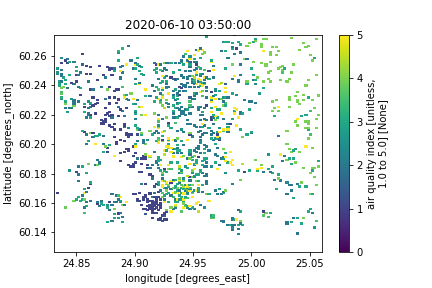 2020-06-10 03:50:00
60.26
60.24
60.22
60.20
60.18
60.16
60.14
latitude [degrees_north]
24.85 24.90 24.95 25.00 25.05
longitude [degrees_east]
5
4
3
2
1
0
air quality index [unitless,
1.0 to 5.0] [None]